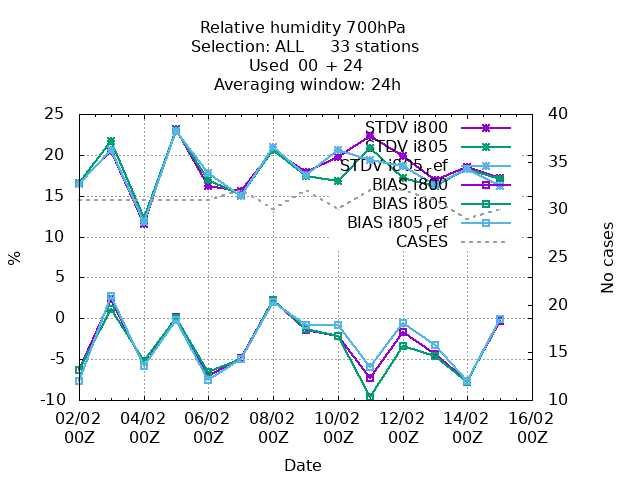 Relative humidity 700hPa
Selection: ALL 33 stations
Used 00 + 24
Averaging window: 24h
25
20
15
10
5
0
-5
-10
40
35
30
25
20
15
10
%
No cases
STDV i800
STDV i805
STDV i805ref
BIAS i800
BIAS i805
BIAS i805ref
CASES
02/02 04/02 06/02 08/02 10/02 12/02 14/02 16/02
00Z 00Z 00Z 00Z 00Z 00Z 00Z 00Z
Date